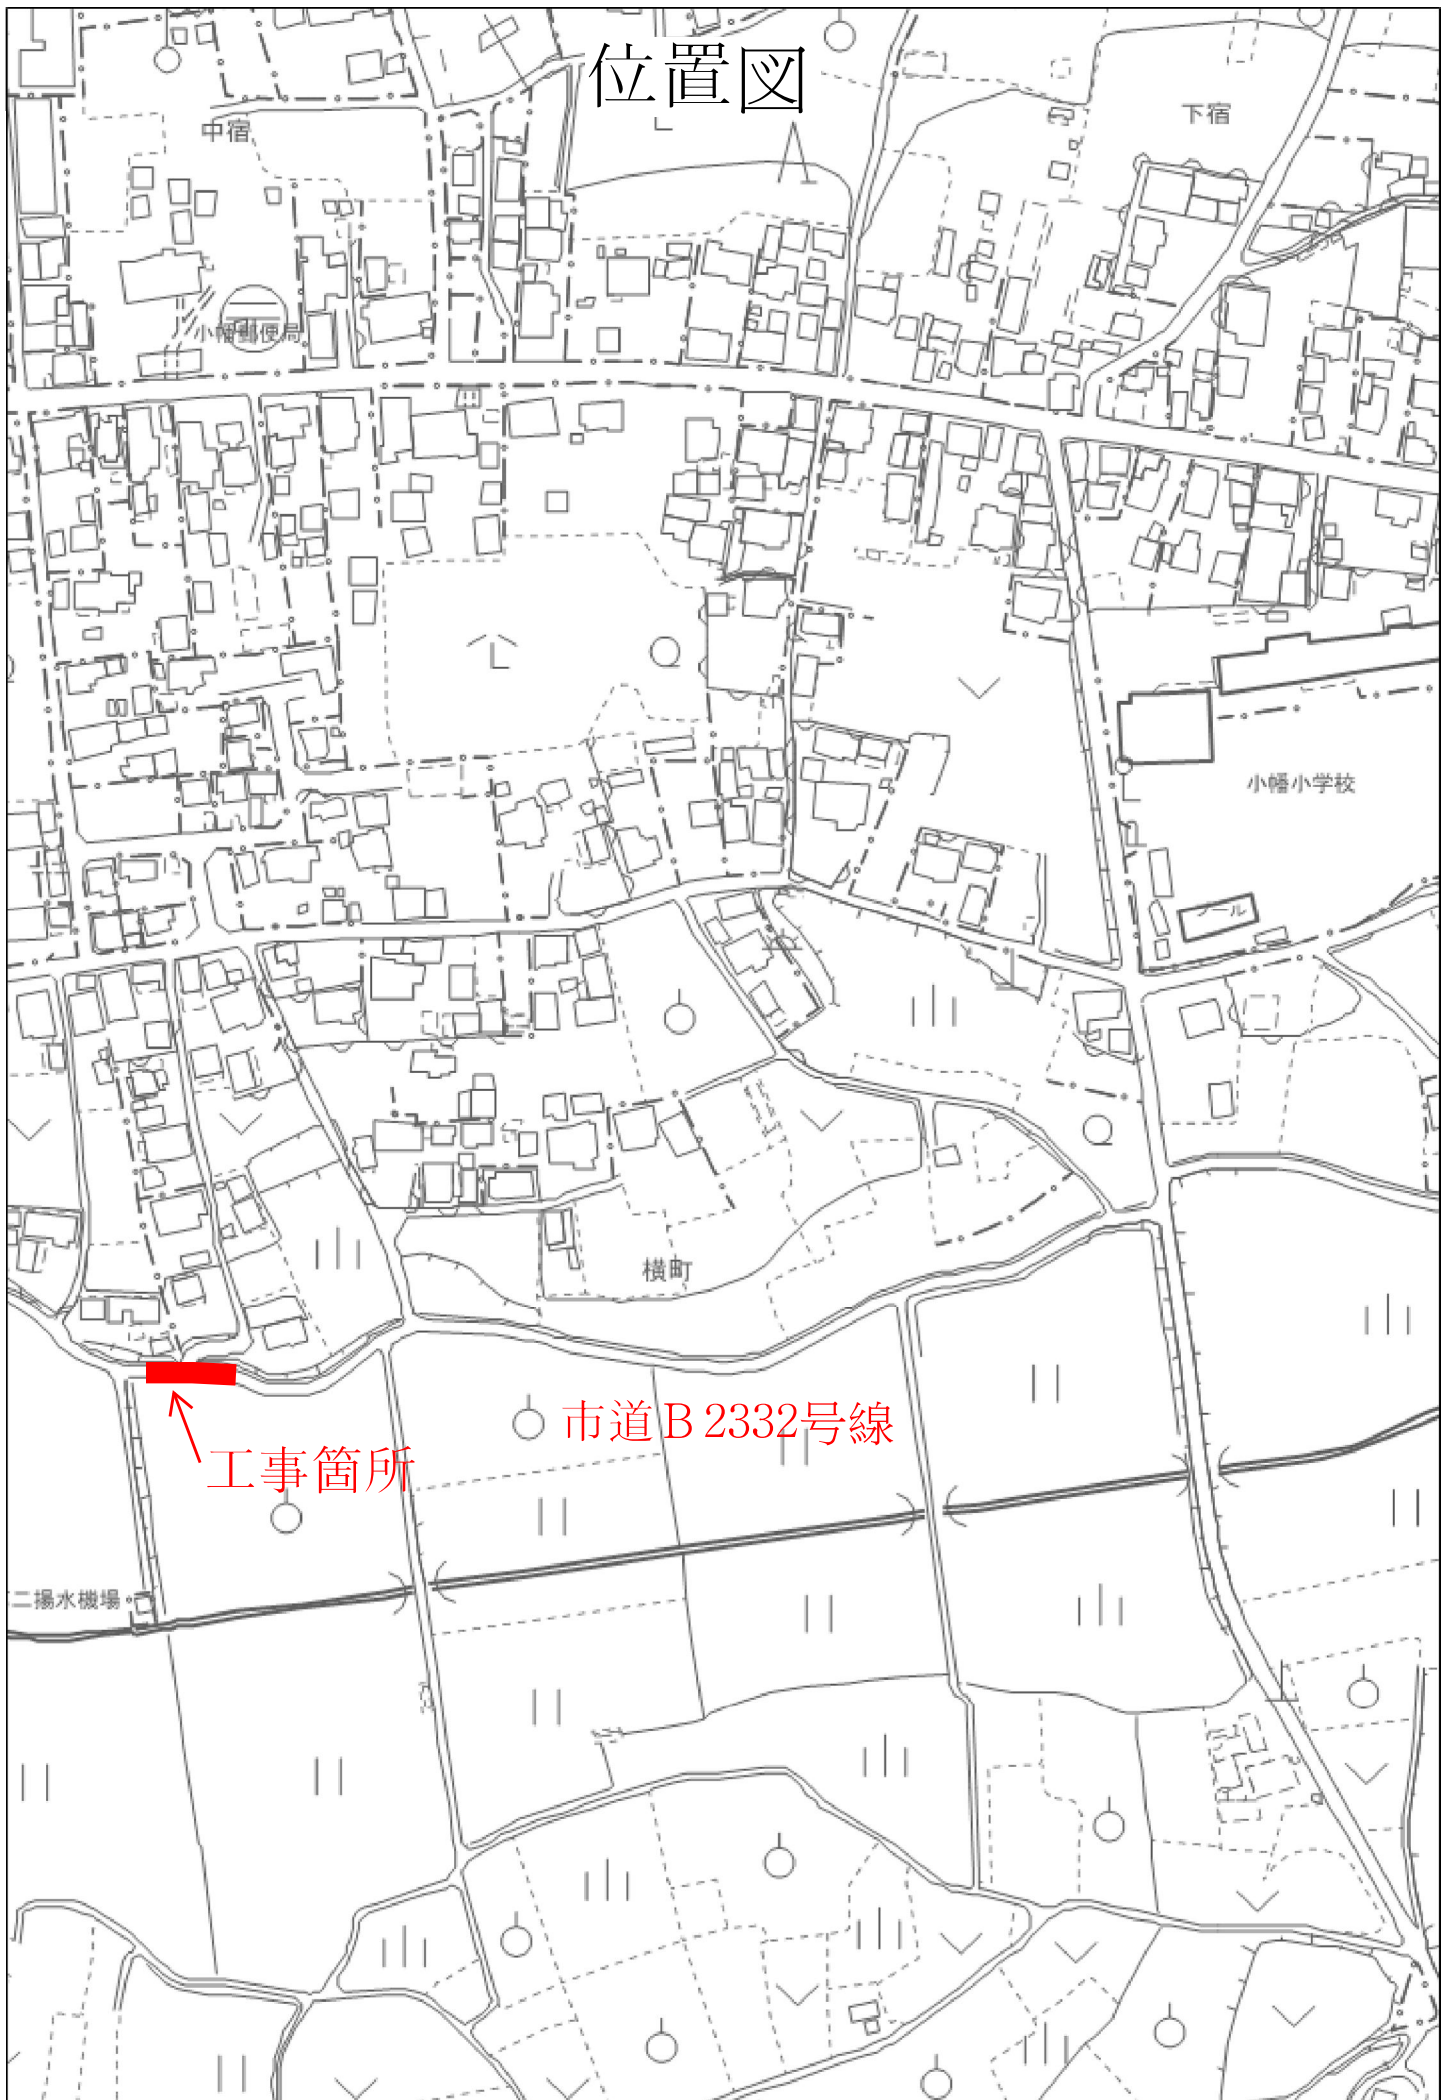 位置図
下宿
中宿
小幡郵便局
小幡小学校
プール
横町
市道B2332号線
工事箇所
二揚水機場